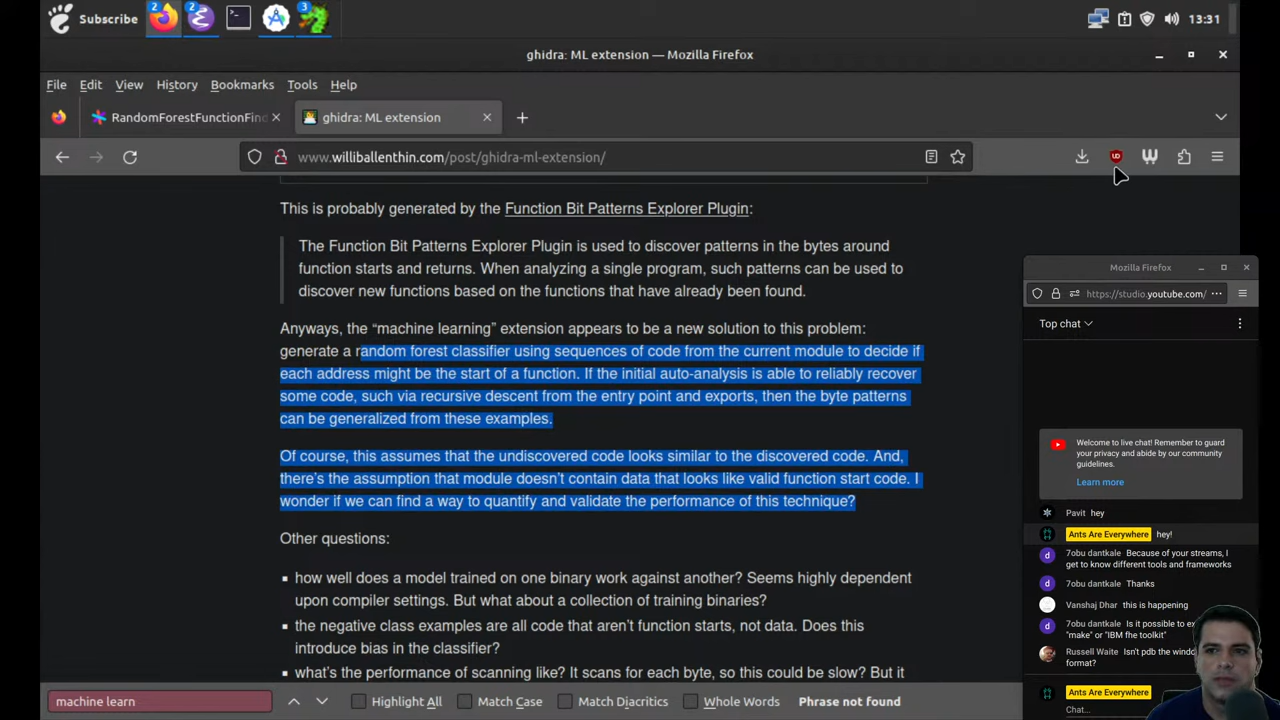 Subscribe
2
2
3
13:31
ghidra: ML extension — Mozilla Firefox
File Edit View History Bookmarks Tools Help
RandomForestFunctionFind
ghidra: ML extension
www.williballenthin.com/post/ghidra-ml-extension/
This is probably generated by the Function Bit Patterns Explorer Plugin:
The Function Bit Patterns Explorer Plugin is used to discover patterns in the bytes around
function starts and returns. When analyzing a single program, such patterns can be used to
discover new functions based on the functions that have already been found.
Anyways, the “machine learning” extension appears to be a new solution to this problem:
generate a random forest classifier using sequences of code from the current module to decide if
each address might be the start of a function. If the initial auto-analysis is able to reliably recover
some code, such via recursive descent from the entry point and exports, then the byte patterns
can be generalized from these examples.
Of course, this assumes that the undiscovered code looks similar to the discovered code. And,
there’s the assumption that module doesn’t contain data that looks like valid function start code. I
wonder if we can find a way to quantify and validate the performance of this technique?
Other questions:
▪ how well does a model trained on one binary work against another? Seems highly dependent
upon compiler settings. But what about a collection of training binaries?
▪ the negative class examples are all code that aren’t function starts, not data. Does this
introduce bias in the classifier?
▪ what’s the performance of scanning like? It scans for each byte, so this could be slow? But it
machine learn
Highlight All Match Case Match Diacritics Whole Words Phrase not found
Mozilla Firefox
https://studio.youtube.com/
Top chat
Welcome to live chat! Remember to guard
your privacy and abide by our community
guidelines.
Learn more
Pavit hey
Ants Are Everywhere hey!
7obu dantkale Because of your streams, I
get to know different tools and frameworks
7obu dantkale Thanks
Vanshaj Dhar this is happening
7obu dantkale Is it possible to ex
"make" or "IBM fhe toolkit"
Russell Waite Isn't pdb the windo
format?
Ants Are Everywhere
Chat...